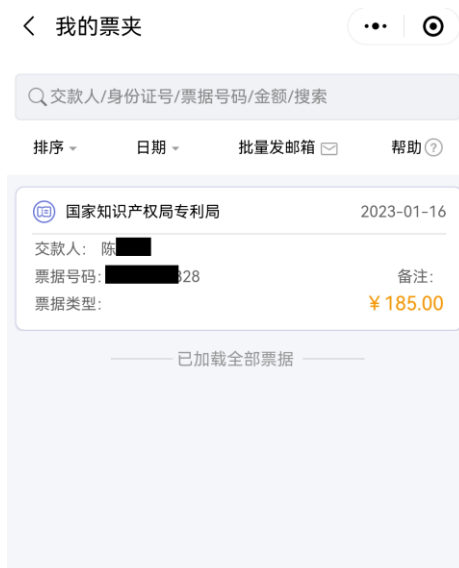 我的票夹
交款人/身份证号/票据号码/金额/搜索
排序 日期 批量发邮箱 帮助?
国家知识产权局专利局 2023-01-16
交款人: 陈
票据号码: 328 备注:
票据类型: ￥185.00
已加载全部票据